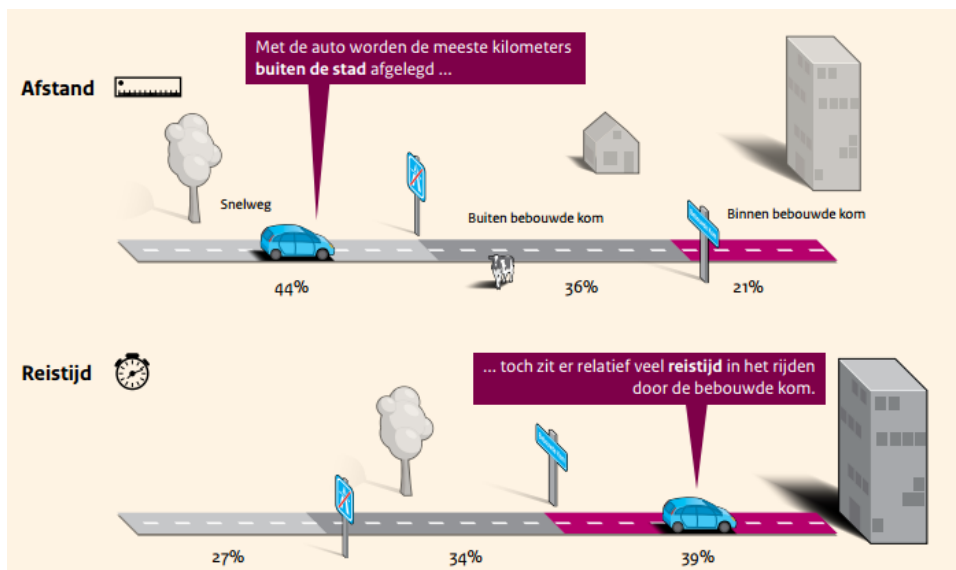 Met de auto worden de meeste kilometers
buiten de stad afgelegd ...
Afstand
Snelweg
Buiten bebouwde kom
Binnen bebouwde kom
44%
36%
21%
... toch zit er relatief veel reistijd in het rijden
door de bebouwde kom.
Reistijd
27%
34%
39%